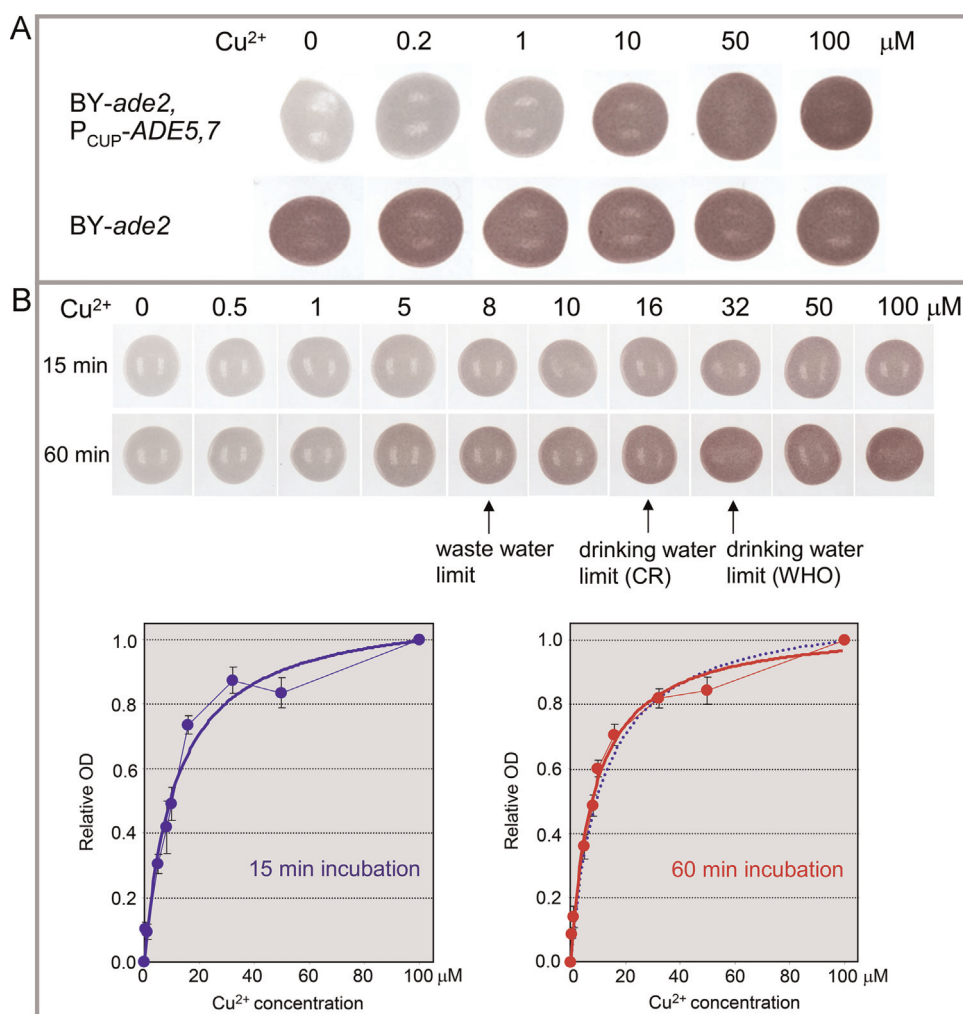 A
Cu²⁺ 0 0.2 1 10 50 100 μM
BY-ade2,
P_CUP-ADE5,7
BY-ade2
B
Cu²⁺ 0 0.5 1 5 8 10 16 32 50 100 μM
15 min
60 min
waste water
limit
drinking water
limit (CR)
drinking water
limit (WHO)
1.0
0.8
0.6
0.4
0.2
0.0
Relative OD
15 min incubation
0 20 40 60 80 100 μM
Cu²⁺ concentration
1.0
0.8
0.6
0.4
0.2
0.0
Relative OD
60 min incubation
0 20 40 60 80 100 μM
Cu²⁺ concentration